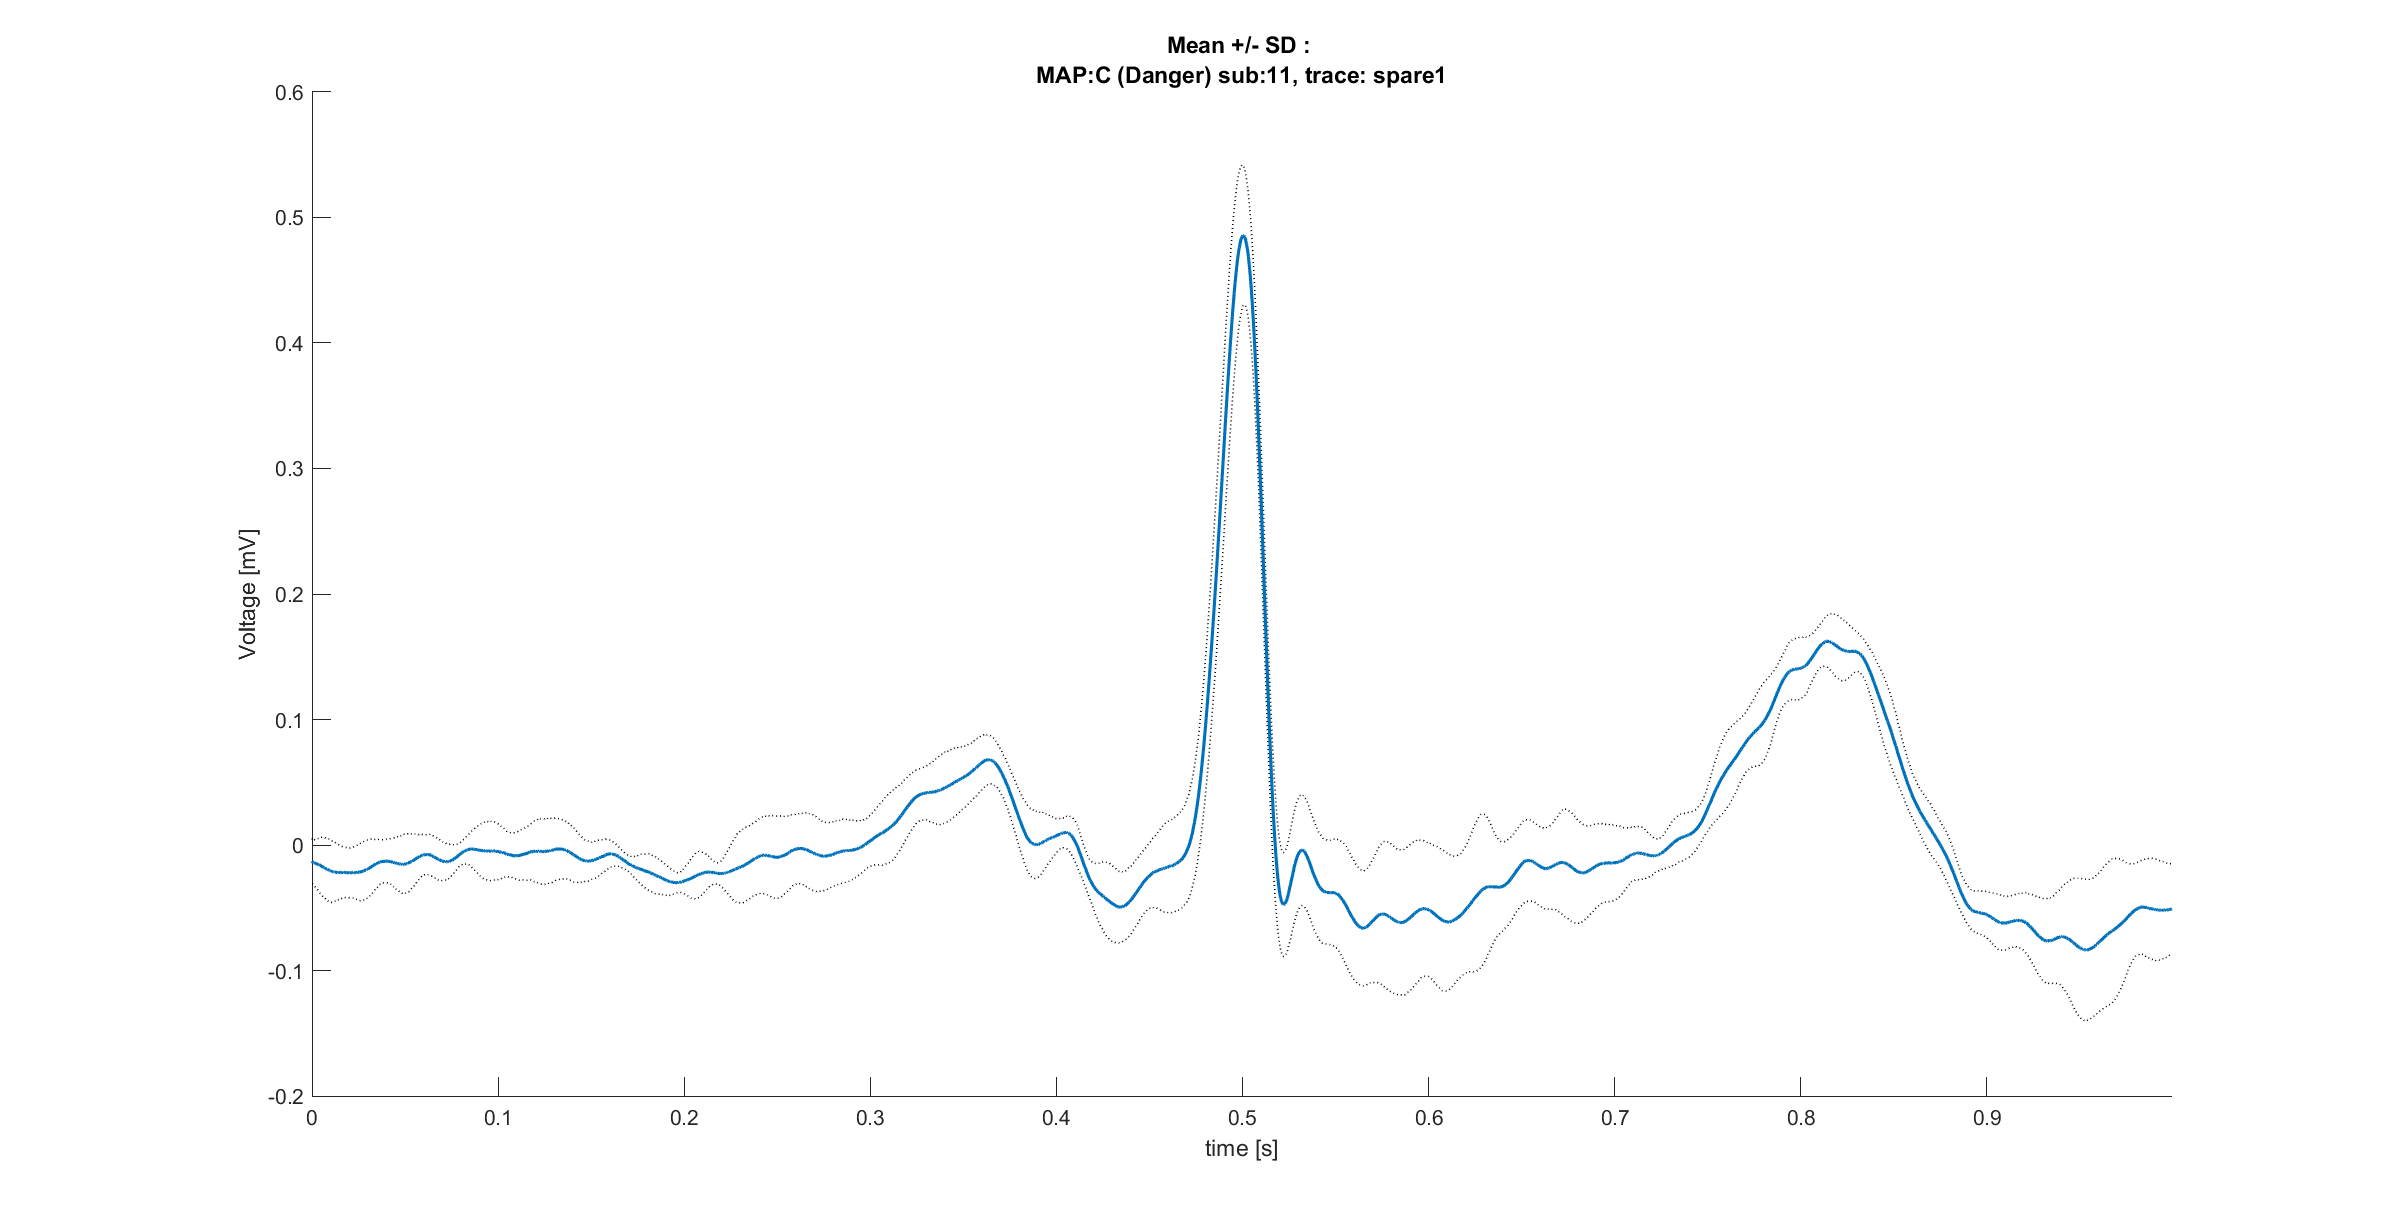 Mean +/- SD :
MAP:C (Danger) sub:11, trace: spare1
0.6
0.5
0.4
0.3
0.2
0.1
0
-0.1
-0.2
Voltage [mV]
0 0.1 0.2 0.3 0.4 0.5 0.6 0.7 0.8 0.9
time [s]